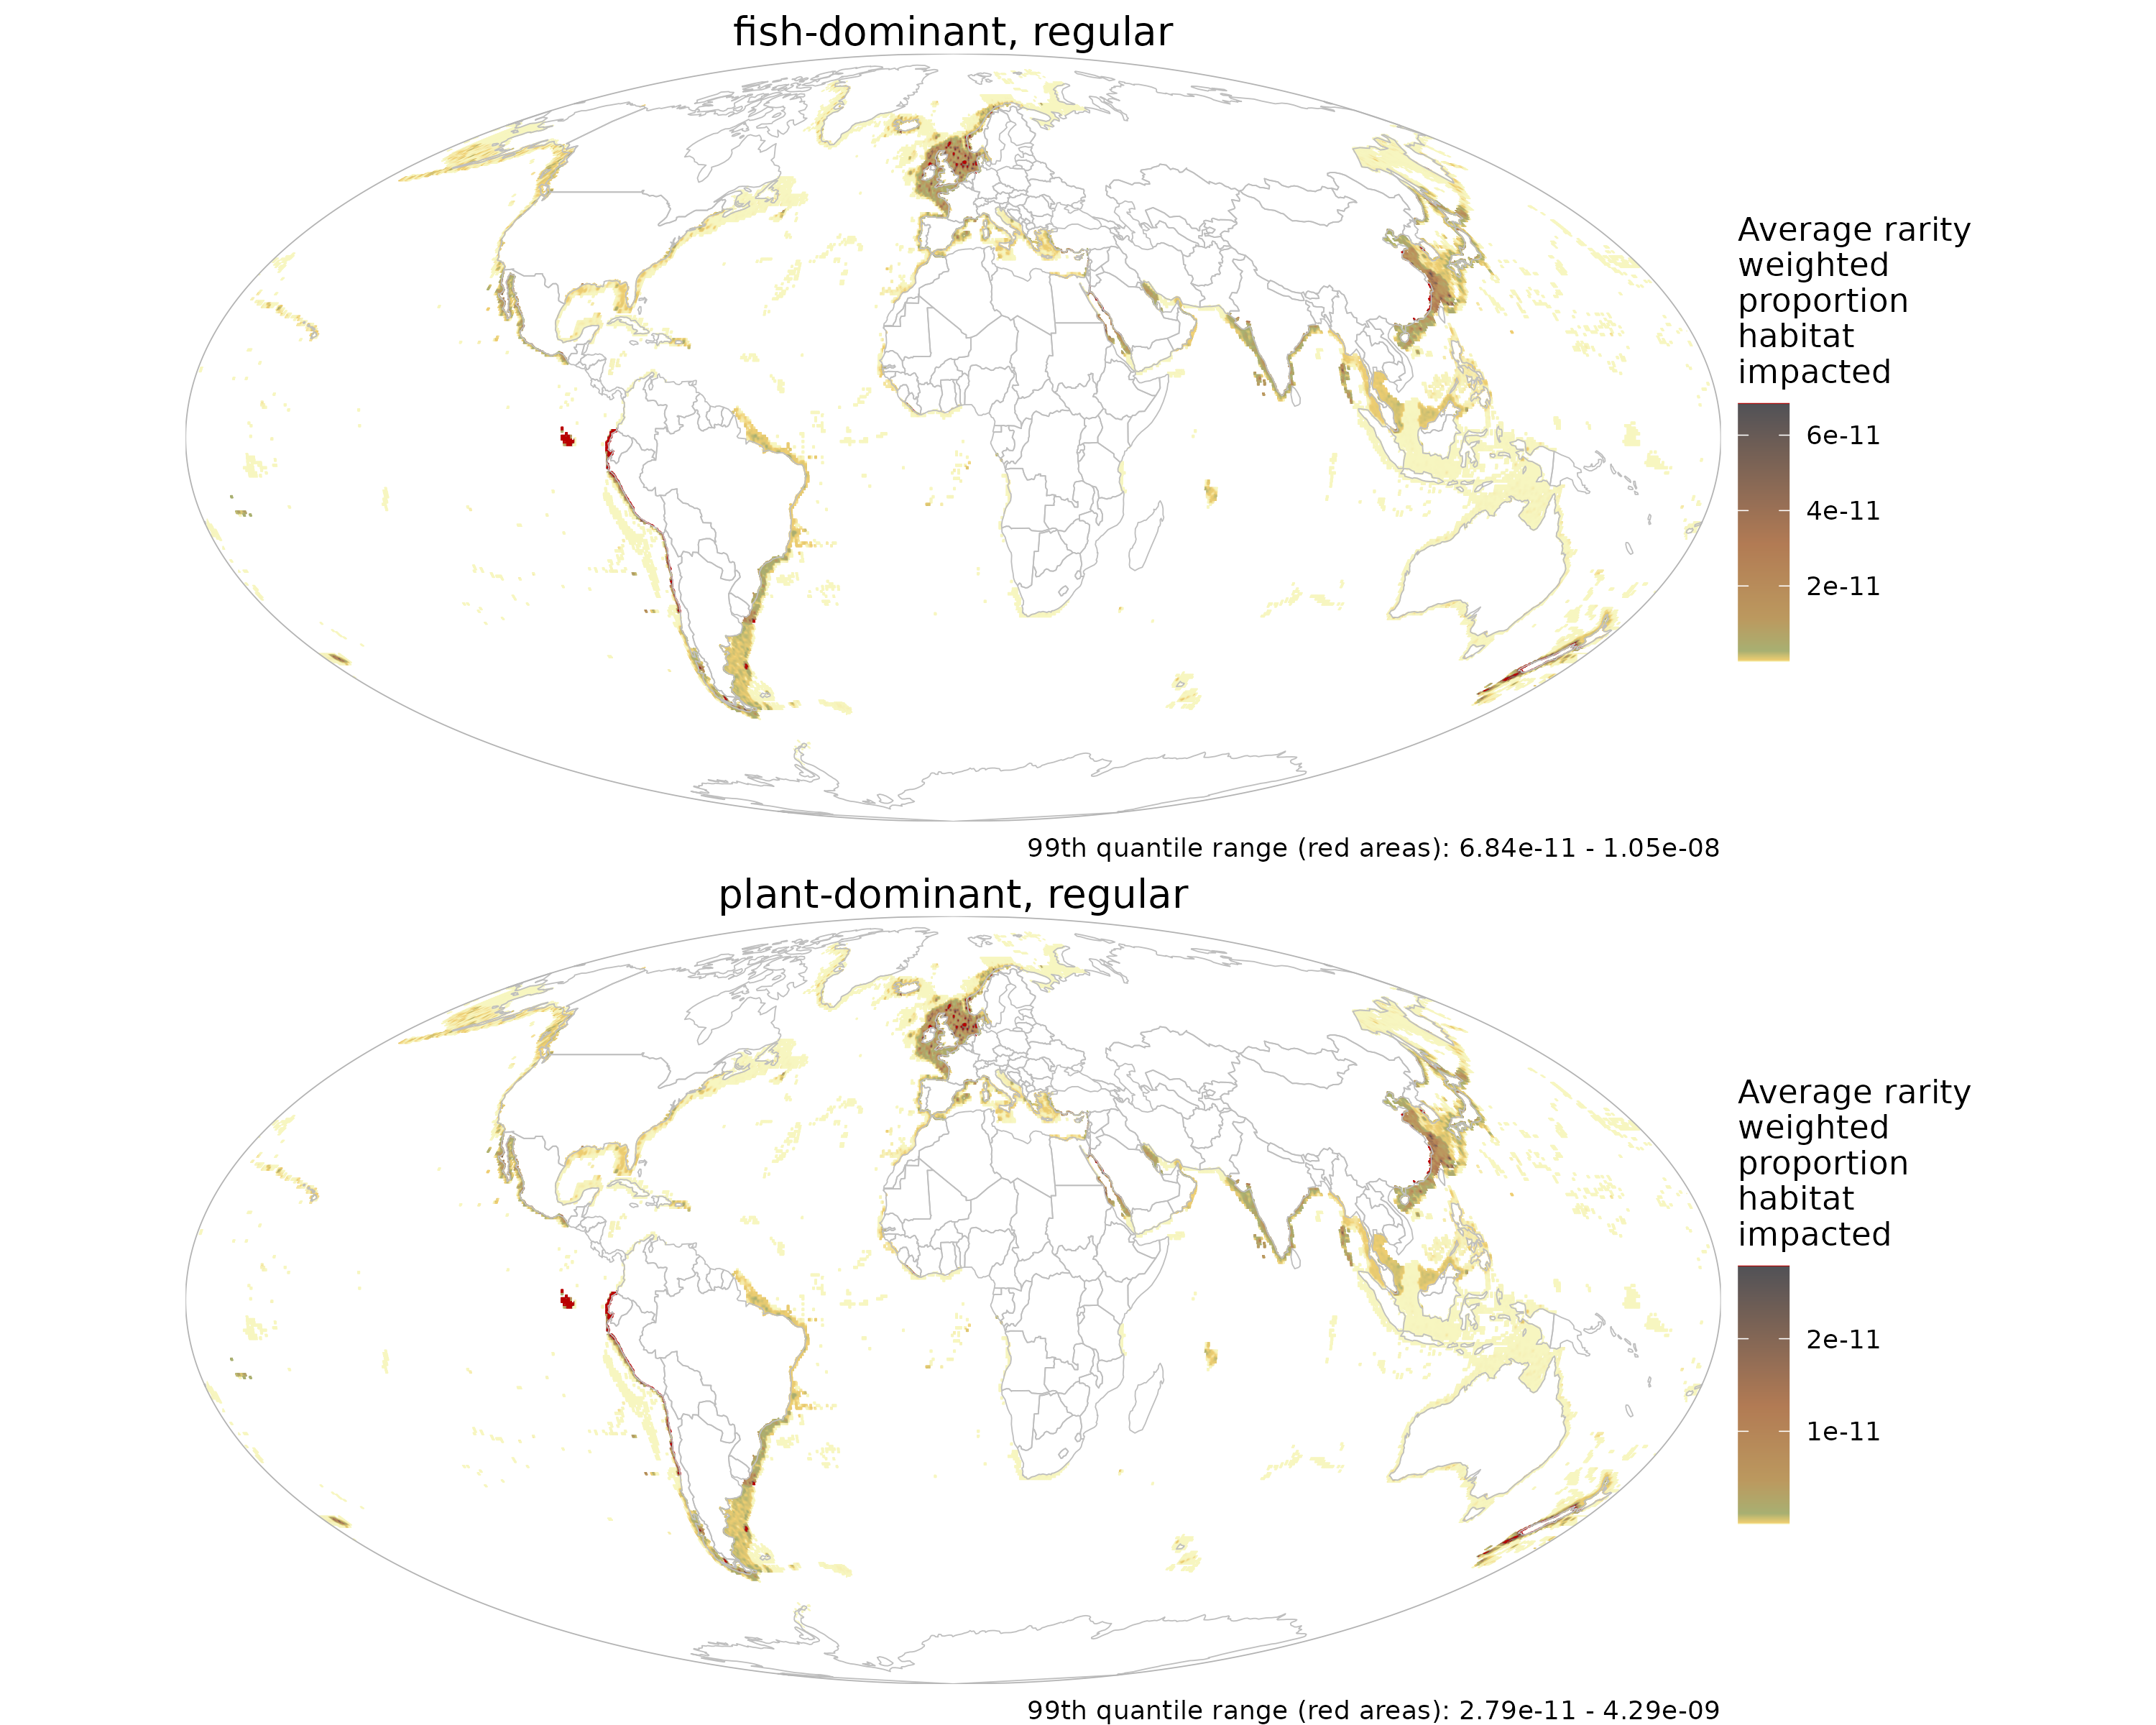 fish-dominant, regular
Average rarity
weighted
proportion
habitat
impacted
6e-11
4e-11
2e-11
99th quantile range (red areas): 6.84e-11 - 1.05e-08
plant-dominant, regular
Average rarity
weighted
proportion
habitat
impacted
2e-11
1e-11
99th quantile range (red areas): 2.79e-11 - 4.29e-09